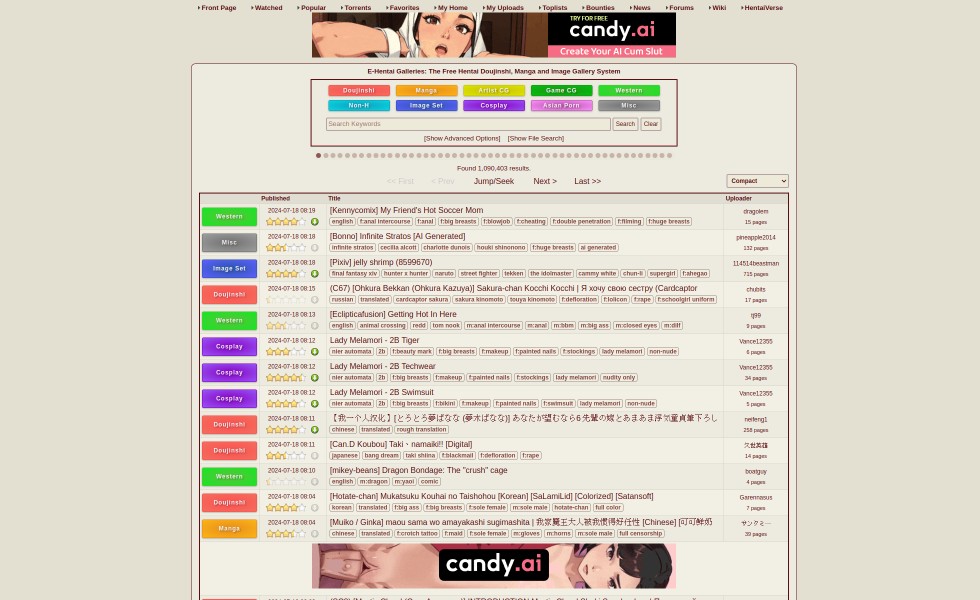 Front Page Watched Popular Torrents Favorites My Home My Uploads Toplists Bounties News Forums Wiki HentaiVerse
TRY FOR FREE
candy.ai
Create Your AI Cum Slut
E-Hentai Galleries: The Free Hentai Doujinshi, Manga and Image Gallery System
Doujinshi Manga Artist CG Game CG Western
Non-H Image Set Cosplay Asian Porn Misc
Search Keywords Search Clear
[Show Advanced Options] [Show File Search]
Found 1,090,403 results.
<< First < Prev Jump/Seek Next > Last >> Compact
Published Title Uploader
Western 2024-07-18 08:19 [Kennycomix] My Friend's Hot Soccer Mom dragolem
english f:anal intercourse f:anal f:big breasts f:blowjob f:cheating f:double penetration f:filming f:huge breasts 15 pages
Misc 2024-07-18 08:18 [Bonno] Infinite Stratos [AI Generated] pineapple2014
infinite stratos cecilia alcott charlotte dunois houki shinonono f:huge breasts ai generated 132 pages
Image Set 2024-07-18 08:18 [Pixiv] jelly shrimp (8599670) 114514beastman
final fantasy xiv hunter x hunter naruto street fighter tekken the idolmaster cammy white chun-li supergirl f:ahegao 715 pages
Doujinshi 2024-07-18 08:15 (C67) [Ohkura Bekkan (Ohkura Kazuya)] Sakura-chan Kocchi Kocchi | Я хочу свою сестру (Cardcaptor chubits
russian translated cardcaptor sakura sakura kinomoto touya kinomoto f:defloration f:lolicon f:rape f:schoolgirl uniform 17 pages
Western 2024-07-18 08:13 [Eclipticafusion] Getting Hot In Here tj99
english animal crossing redd tom nook m:anal intercourse m:anal m:bbm m:big ass m:closed eyes m:dilf 9 pages
Cosplay 2024-07-18 08:12 Lady Melamori - 2B Tiger Vance12355
nier automata 2b f:beauty mark f:big breasts f:makeup f:painted nails f:stockings lady melamori non-nude 6 pages
Cosplay 2024-07-18 08:12 Lady Melamori - 2B Techwear Vance12355
nier automata 2b f:big breasts f:makeup f:painted nails f:stockings lady melamori nudity only 34 pages
Cosplay 2024-07-18 08:12 Lady Melamori - 2B Swimsuit Vance12355
nier automata 2b f:big breasts f:bikini f:makeup f:painted nails f:swimsuit lady melamori non-nude 5 pages
Doujinshi 2024-07-18 08:11 【我一个人汉化】[とろとろ夢ばなな (夢木ばなな)] あなたが望むなら6先輩の嫁とあまあま浮気童貞筆下ろし netfeng1
chinese translated rough translation 258 pages
Doujinshi 2024-07-18 08:11 [Can.D Koubou] Taki、namaiki!! [Digital] 久世英雄
japanese bang dream taki shiina f:blackmail f:defloration f:rape 14 pages
Western 2024-07-18 08:10 [mikey-beans] Dragon Bondage: The "crush" cage boatguy
english m:dragon m:yaoi comic 4 pages
Doujinshi 2024-07-18 08:04 [Hotate-chan] Mukatsuku Kouhai no Taishohou [Korean] [SaLamiLid] [Colorized] [Satansoft] Garennasus
korean translated f:big ass f:big breasts f:sole female m:sole male hotate-chan full color 7 pages
Manga 2024-07-18 08:04 [Muiko / Ginka] maou sama wo amayakashi sugimashita | 我家魔王大人被我惯得好任性 [Chinese] [可可鲜奶 サンクミ一
chinese translated f:crotch tattoo f:maid f:sole female m:gloves m:horns m:sole male full censorship 39 pages
candy.ai